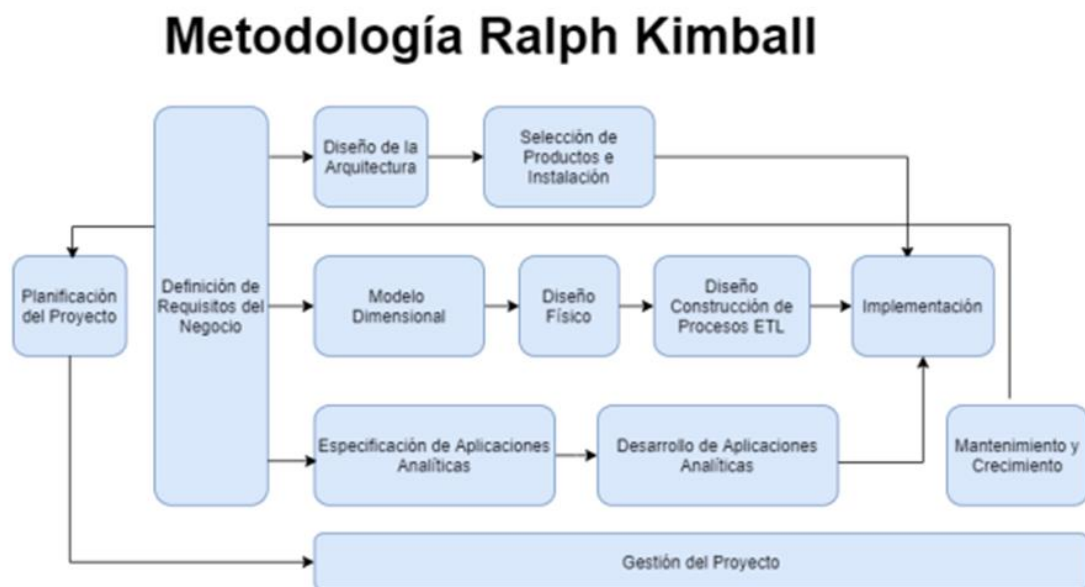 Metodología Ralph Kimball
Diseño de la
Arquitectura
Selección de
Productos e
Instalación
Planificación
del Proyecto
Definición de
Requisitos del
Negocio
Modelo
Dimensional
Diseño
Físico
Diseño
Construcción de
Procesos ETL
Implementación
Especificación de Aplicaciones
Analíticas
Desarrollo de Aplicaciones
Analíticas
Mantenimiento y
Crecimiento
Gestión del Proyecto